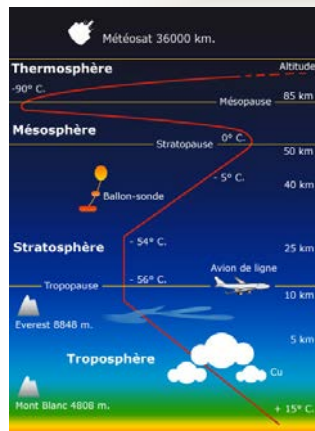 Météosat 36000 km.
Thermosphère
Altitude
-90° C.
Mésopause
85 km
Mésosphère
Stratopause
0° C.
50 km
- 5° C.
40 km
Ballon-sonde
Stratosphère
- 54° C.
25 km
Avion de ligne
- 56° C.
Tropopause
10 km
Everest 8848 m.
5 km
Troposphère
Cu
Mont Blanc 4808 m.
+ 15° C.